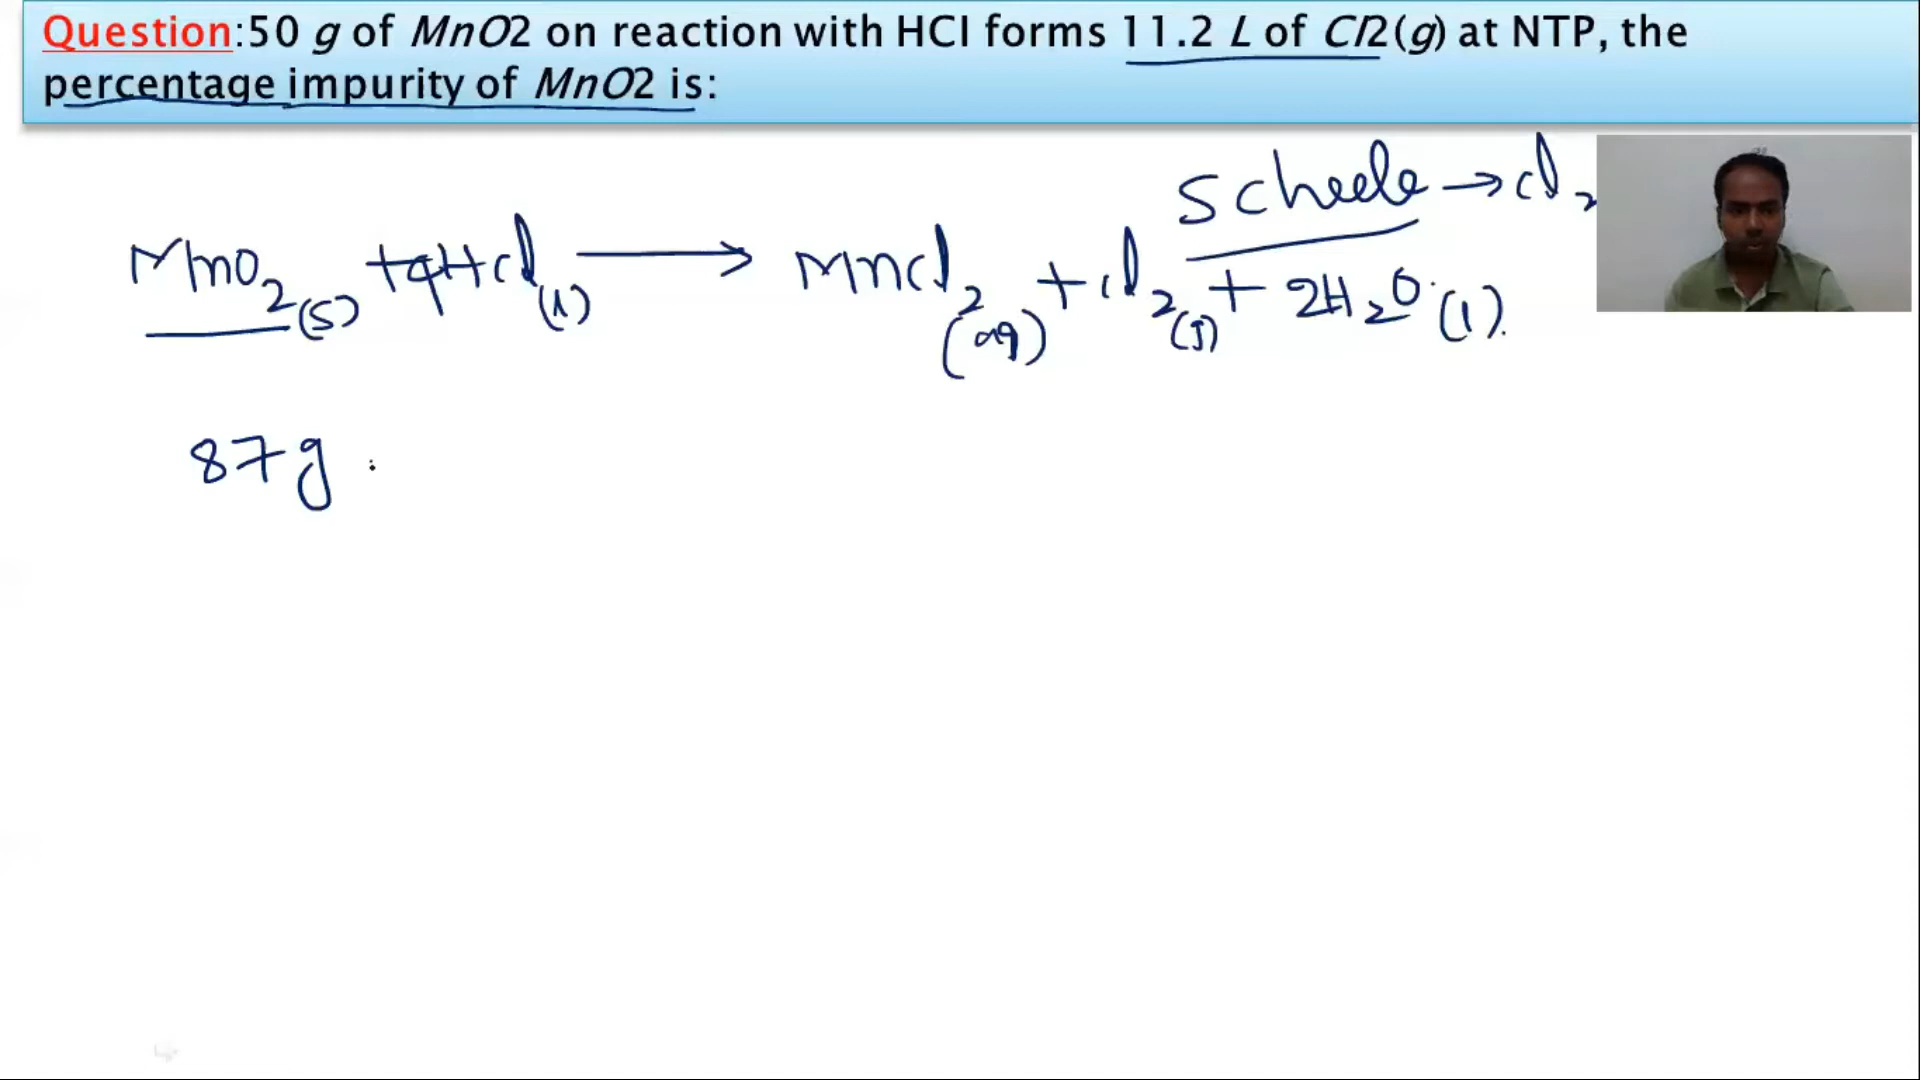 Question:50 g of MnO2 on reaction with HCl forms 11.2 L of Cl2(g) at NTP, the
percentage impurity of MnO2 is:
Scheele → Cl2
MnO2(s) + 4HCl(l) ⟶ MnCl2(aq) + Cl2(g) + 2H2O(l).
87g